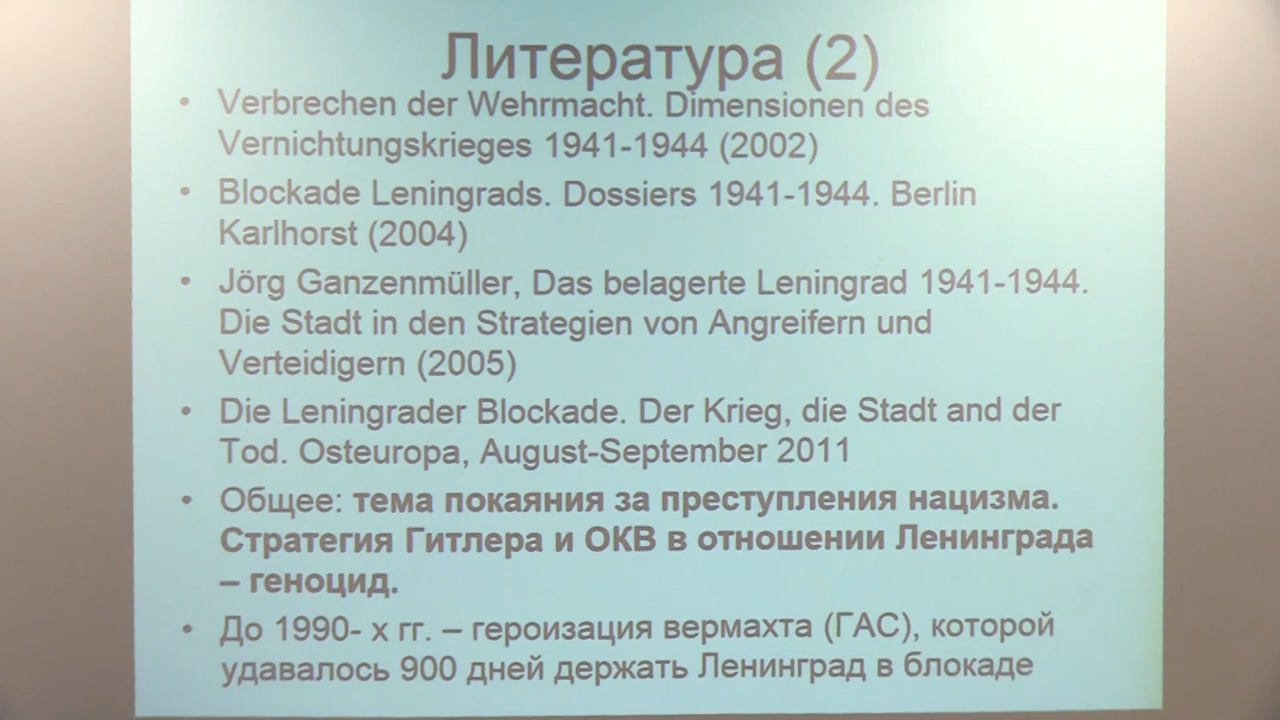 Литература (2)
• Verbrechen der Wehrmacht. Dimensionen des
Vernichtungskrieges 1941-1944 (2002)
• Blockade Leningrads. Dossiers 1941-1944. Berlin
Karlhorst (2004)
• Jörg Ganzenmüller, Das belagerte Leningrad 1941-1944.
Die Stadt in den Strategien von Angreifern und
Verteidigern (2005)
• Die Leningrader Blockade. Der Krieg, die Stadt and der
Tod. Osteuropa, August-September 2011
• Общее: тема покаяния за преступления нацизма.
Стратегия Гитлера и ОКВ в отношении Ленинграда
– геноцид.
• До 1990- х гг. – героизация вермахта (ГАС), которой
удавалось 900 дней держать Ленинград в блокаде